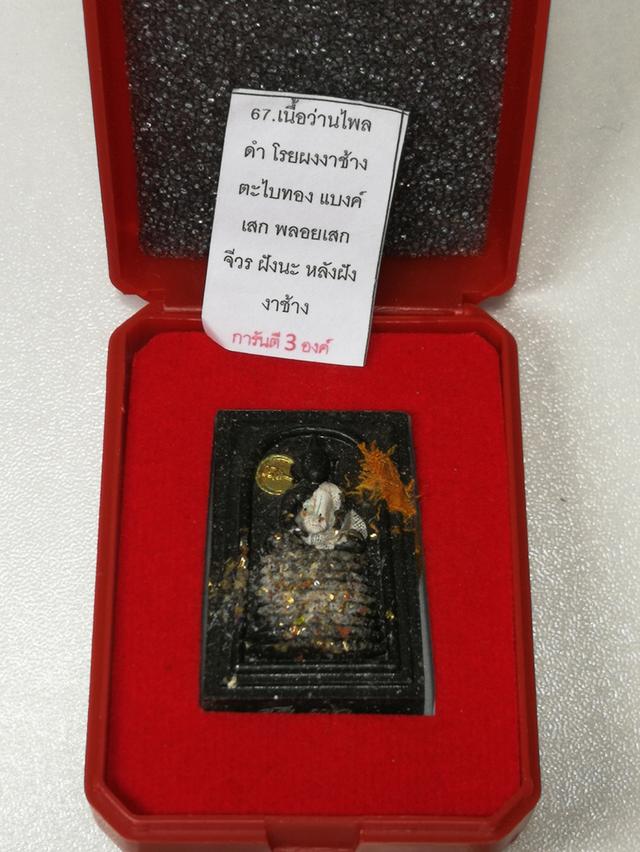 67.เนื้อว่านไพล
ดำ โรยผงงาช้าง
ตะไบทอง แบงค์
เสก พลอยเสก
จีวร ฝังนะ หลังฝัง
งาช้าง
การันตี 3 องค์